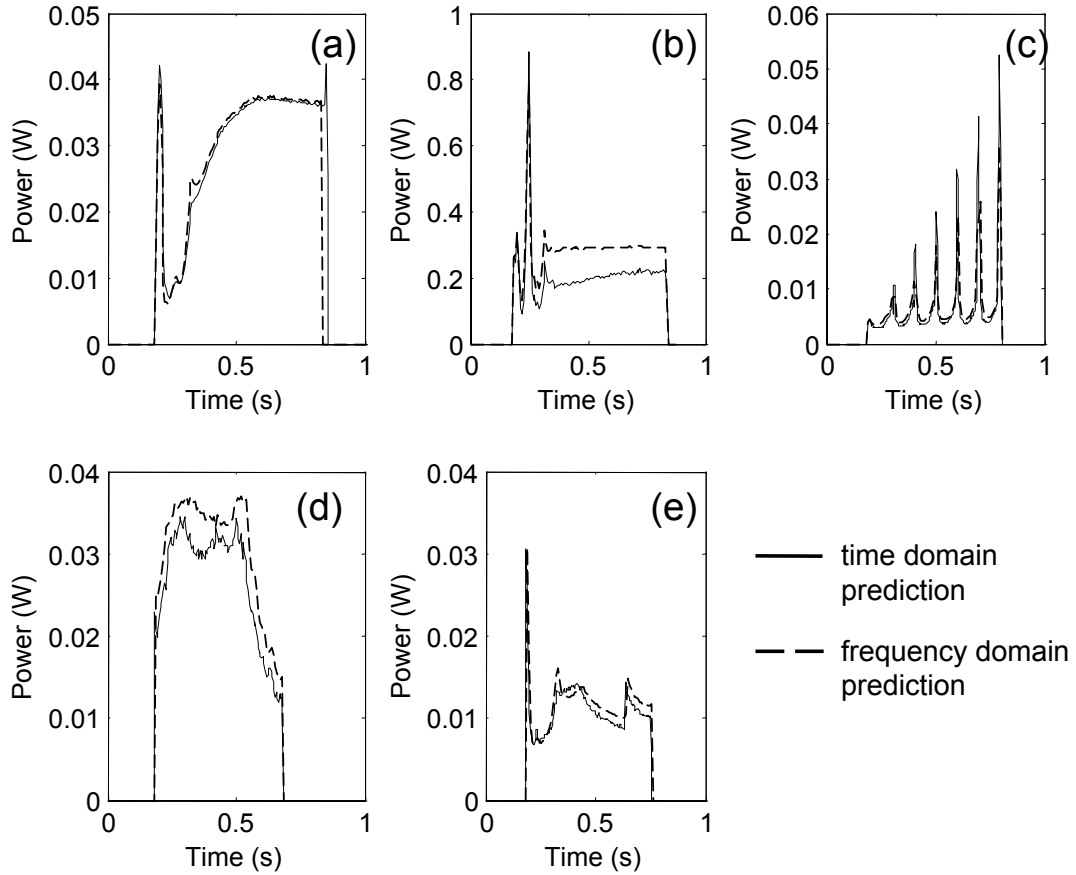 (a)
0.05
0.04
0.03
0.02
0.01
0
Power (W)
0 0.5 1
Time (s)
(b)
1
0.8
0.6
0.4
0.2
0
Power (W)
0 0.5 1
Time (s)
(c)
0.06
0.05
0.04
0.03
0.02
0.01
0
Power (W)
0 0.5 1
Time (s)
(d)
0.04
0.03
0.02
0.01
0
Power (W)
0 0.5 1
Time (s)
(e)
0.04
0.03
0.02
0.01
0
Power (W)
0 0.5 1
Time (s)
time domain
prediction
frequency domain
prediction